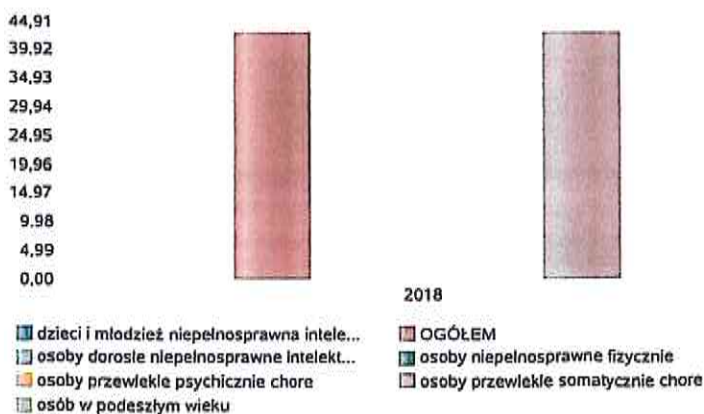 44,91
39,92
34,93
29,94
24.95
19,96
14.97
9.98
4,99
0,00
2018
dzieci i młodzież niepełnosprawna intele...
osoby dorosłe niepełnosprawne intelekt...
osoby przewlekle psychicznie chore
osób w podeszłym wieku
OGÓŁEM
osoby niepełnosprawne fizycznie
osoby przewlekle somatycznie chore